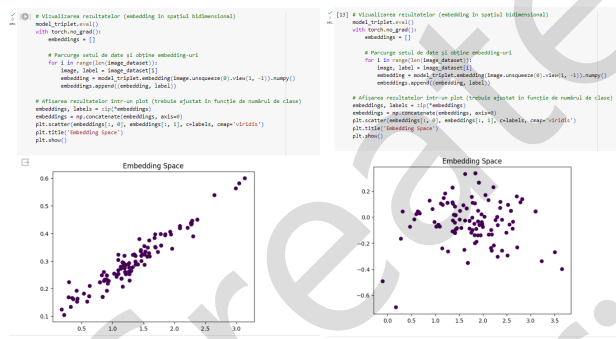 # Vizualizarea rezultatelor (embedding în spațiul bidimensional)
model_triplet.eval()
with torch.no_grad():
embeddings = []
# Parcurge setul de date și obține embedding-uri
for i in range(len(image_dataset)):
image, label = image_dataset[i]
embedding = model_triplet.embedding(image.unsqueeze(0).view(1, -1)).numpy()
embeddings.append((embedding, label))
# Afișarea rezultatelor într-un plot (trebuie ajustat în funcție de numărul de clase)
embeddings, labels = zip(*embeddings)
embeddings = np.concatenate(embeddings, axis=0)
plt.scatter(embeddings[:, 0], embeddings[:, 1], c=labels, cmap='viridis')
plt.title('Embedding Space')
plt.show()
Embedding Space
0.6
0.5
0.4
0.3
0.2
0.1
0.5 1.0 1.5 2.0 2.5 3.0
[13] # Vizualizarea rezultatelor (embedding în spațiul bidimensional)
model_triplet.eval()
with torch.no_grad():
embeddings = []
# Parcurge setul de date și obține embedding-uri
for i in range(len(image_dataset)):
image, label = image_dataset[i]
embedding = model_triplet.embedding(image.unsqueeze(0).view(1, -1)).numpy()
embeddings.append((embedding, label))
# Afișarea rezultatelor într-un plot (trebuie ajustat în funcție de numărul de clase)
embeddings, labels = zip(*embeddings)
embeddings = np.concatenate(embeddings, axis=0)
plt.scatter(embeddings[:, 0], embeddings[:, 1], c=labels, cmap='viridis')
plt.title('Embedding Space')
plt.show()
Embedding Space
0.2
0.0
−0.2
−0.4
−0.6
0.0 0.5 1.0 1.5 2.0 2.5 3.0 3.5